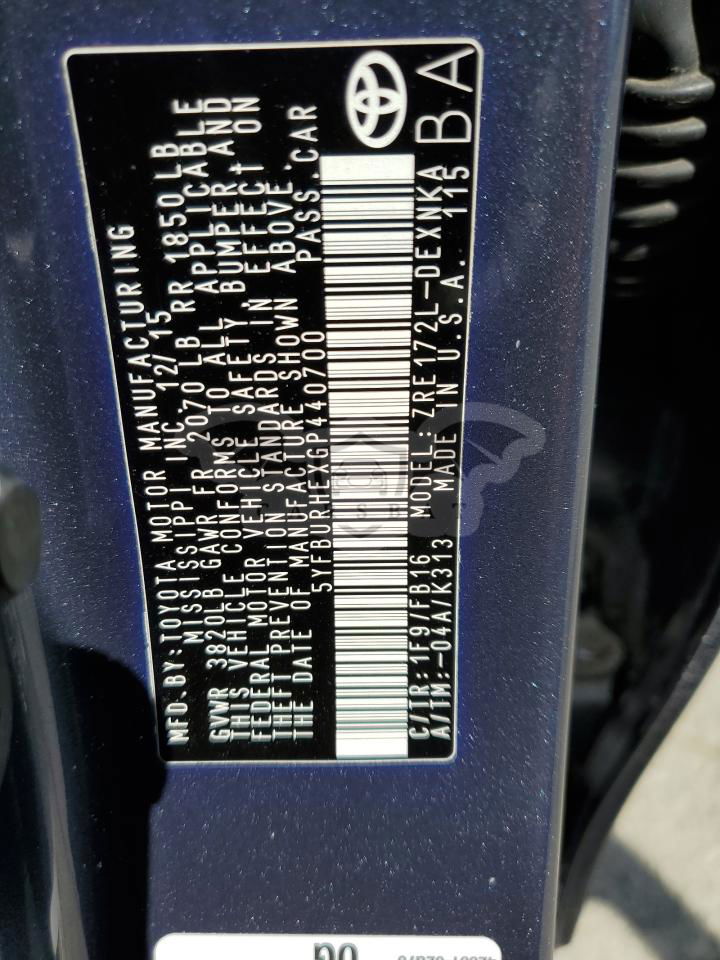 MFD.BY:TOYOTA MOTOR MANUFACTURING
MISSISSIPPI INC. 12/15
GVWR 3820LB GAWR FR 2070 LB RR 1850 LB
THIS VEHICLE CONFORMS TO ALL APPLICABLE
FEDERAL MOTOR VEHICLE SAFETY, BUMPER AND
THEFT PREVENTION STANDARDS IN EFFECT ON
THE DATE OF MANUFACTURE SHOWN ABOVE.
5YFBURHEXGP440700 PASS.CAR
C/TR:1F9/FB16 MODEL:ZRE172L-DEXNKA
A/TM:-04A/K313 MADE IN U.S.A. 115
BA